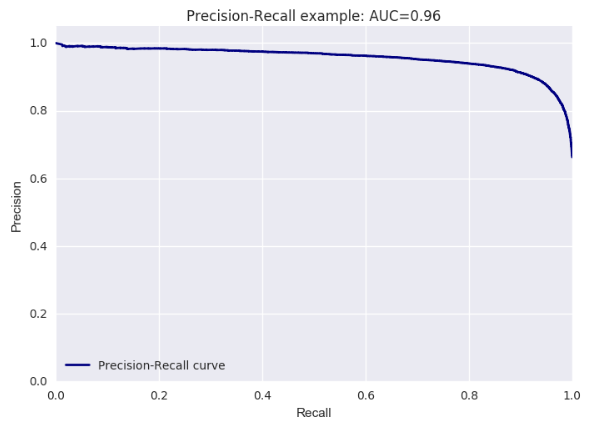 Precision-Recall example: AUC=0.96
1.0
0.8
0.6
0.4
0.2
0.0
Precision
Precision-Recall curve
0.0 0.2 0.4 0.6 0.8 1.0
Recall